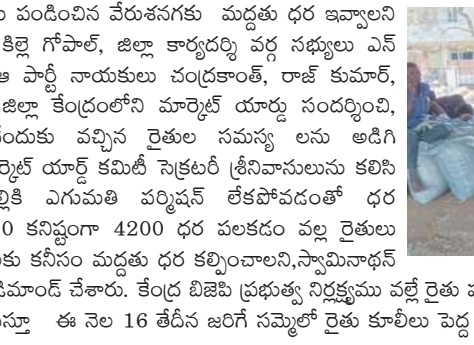 పండించిన వేరుశనగకు మద్దతు ధర ఇవ్వాలని
కిల్లె గోపాల్, జిల్లా కార్యదర్శి వర్గ సభ్యులు ఎన్
ఆ పార్టీ నాయకులు చంద్రకాంత్, రాజ్ కుమార్,
జిల్లా కేంద్రంలోని మార్కెట్ యార్డు సందర్శించి,
వచ్చిన రైతుల సమస్య లను అడిగి
యార్డ్ కమిటీ సెక్రటరీ శ్రీనివాసులును కలిసి
ఎగుమతి పర్మిషన్ లేకపోవడంతో ధర
కనిష్టంగా 4200 ధర పలకడం వల్ల రైతులు
కనీసం మద్దతు ధర కల్పించాలని,స్వామినాథన్
డిమాండ్ చేశారు. కేంద్ర బిజెపి ప్రభుత్వ నిర్లక్ష్యము వల్లే రైతు
ఈ నెల 16 తేదీన జరిగే సమ్మెలో రైతు కూలీలు పెద్ద